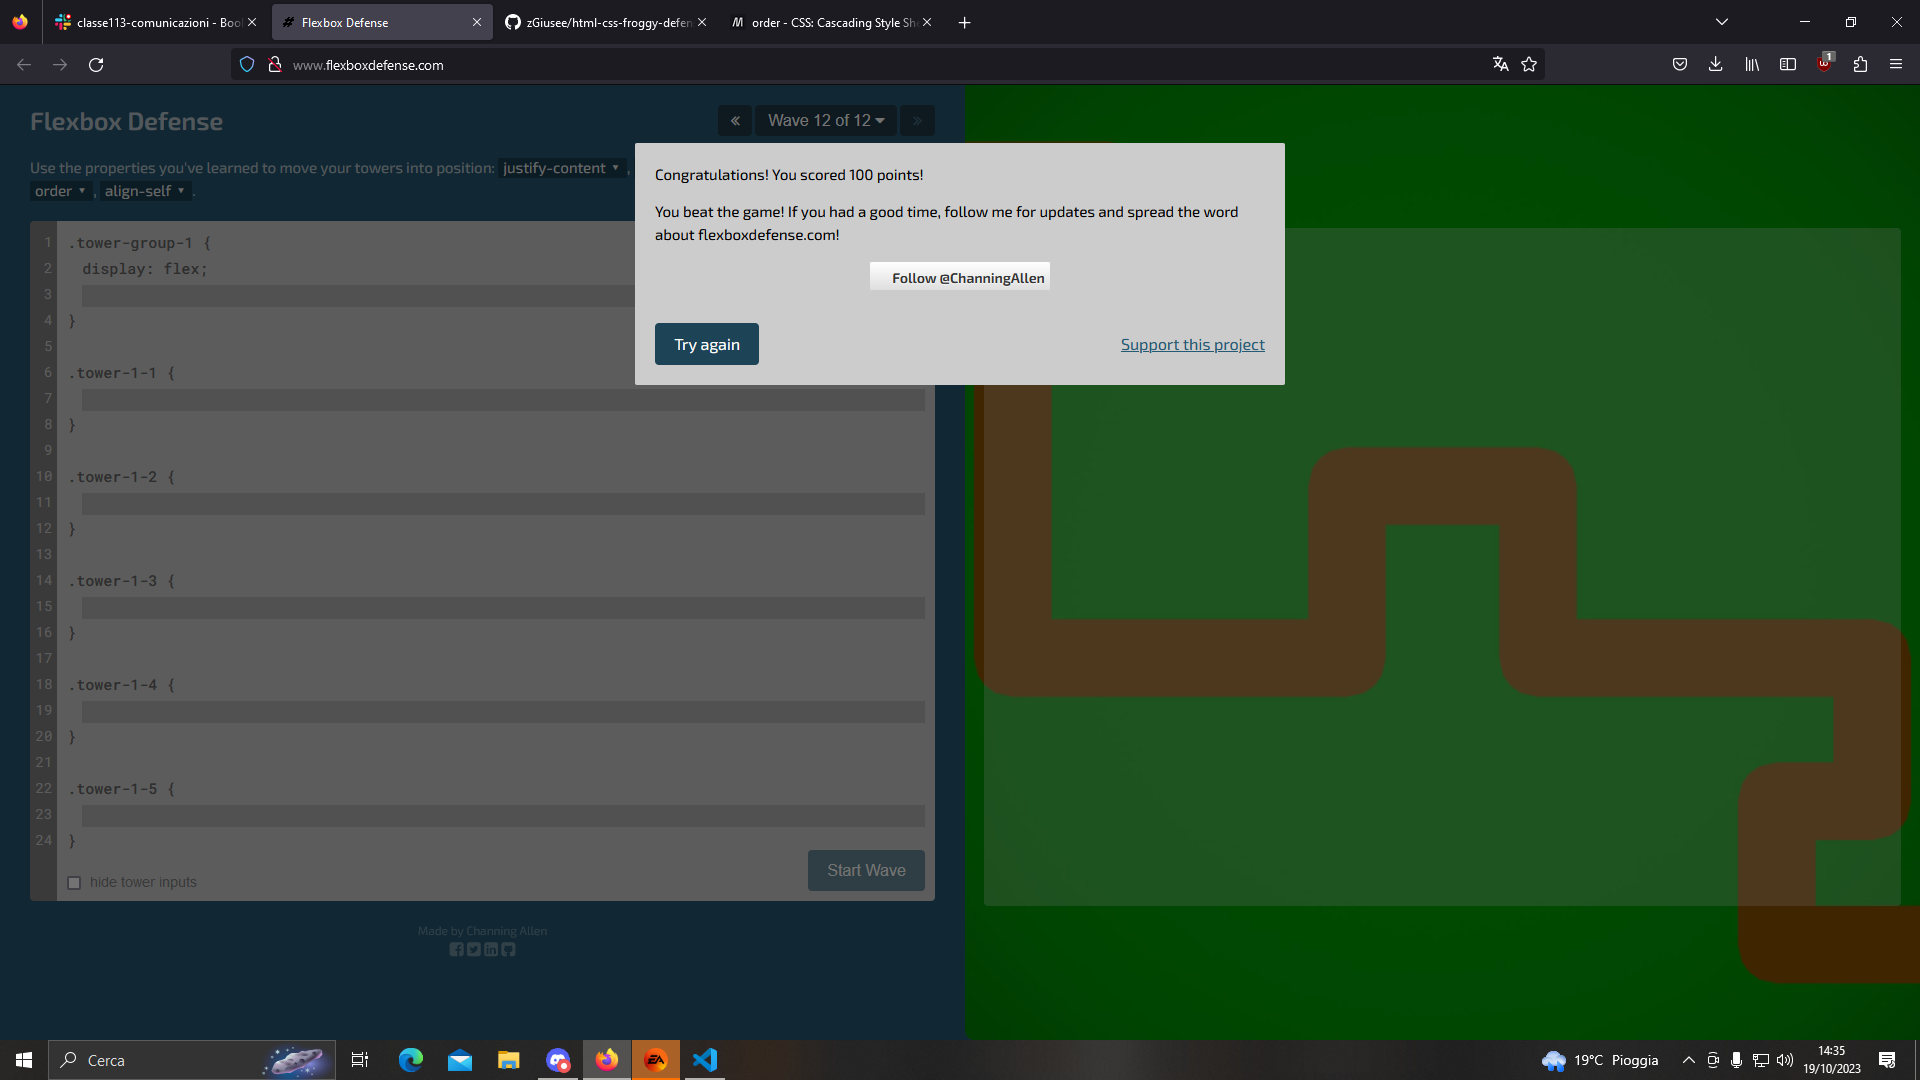 classe113-comunicazioni - Boo
Flexbox Defense
zGiusee/html-css-froggy-defen
order - CSS: Cascading Style Sh
www.flexboxdefense.com
1
Flexbox Defense
Wave 12 of 12
Use the properties you've learned to move your towers into position: justify-content ,
order , align-self .
Congratulations! You scored 100 points!
You beat the game! If you had a good time, follow me for updates and spread the word
about flexboxdefense.com!
Follow @ChanningAllen
Try again
Support this project
1 .tower-group-1 {
2 display: flex;
3
4 }
5
6 .tower-1-1 {
7
8 }
9
10 .tower-1-2 {
11
12 }
13
14 .tower-1-3 {
15
16 }
17
18 .tower-1-4 {
19
20 }
21
22 .tower-1-5 {
23
24 }
hide tower inputs
Start Wave
Made by Channing Allen
Cerca
EA
19°C Pioggia
14:35
19/10/2023